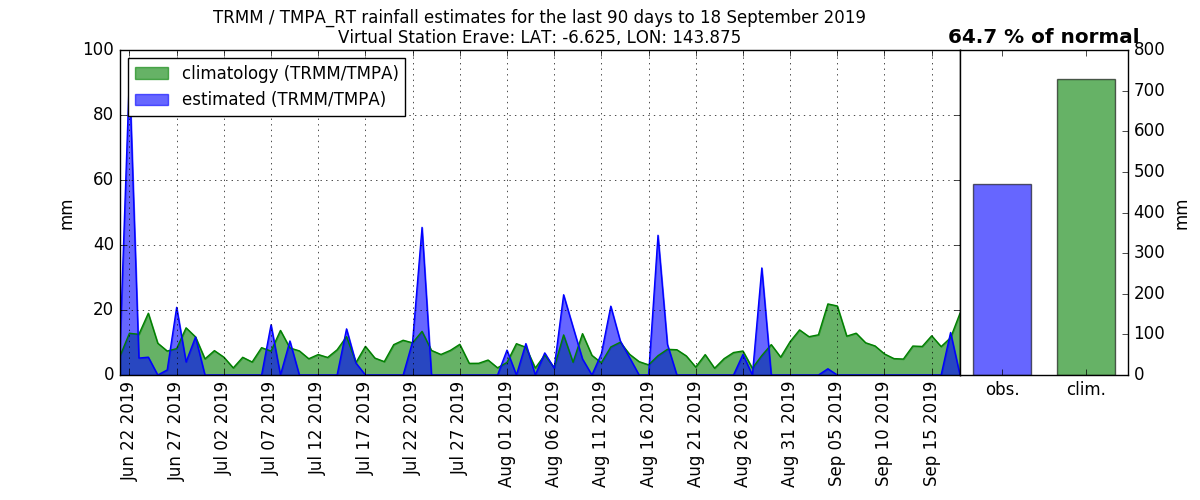 TRMM / TMPA_RT rainfall estimates for the last 90 days to 18 September 2019
Virtual Station Erave: LAT: -6.625, LON: 143.875
64.7 % of normal
climatology (TRMM/TMPA)
estimated (TRMM/TMPA)
100
80
60
40
20
0
mm
800
700
600
500
400
300
200
100
0
mm
Jun 22 2019
Jun 27 2019
Jul 02 2019
Jul 07 2019
Jul 12 2019
Jul 17 2019
Jul 22 2019
Jul 27 2019
Aug 01 2019
Aug 06 2019
Aug 11 2019
Aug 16 2019
Aug 21 2019
Aug 26 2019
Aug 31 2019
Sep 05 2019
Sep 10 2019
Sep 15 2019
obs.
clim.